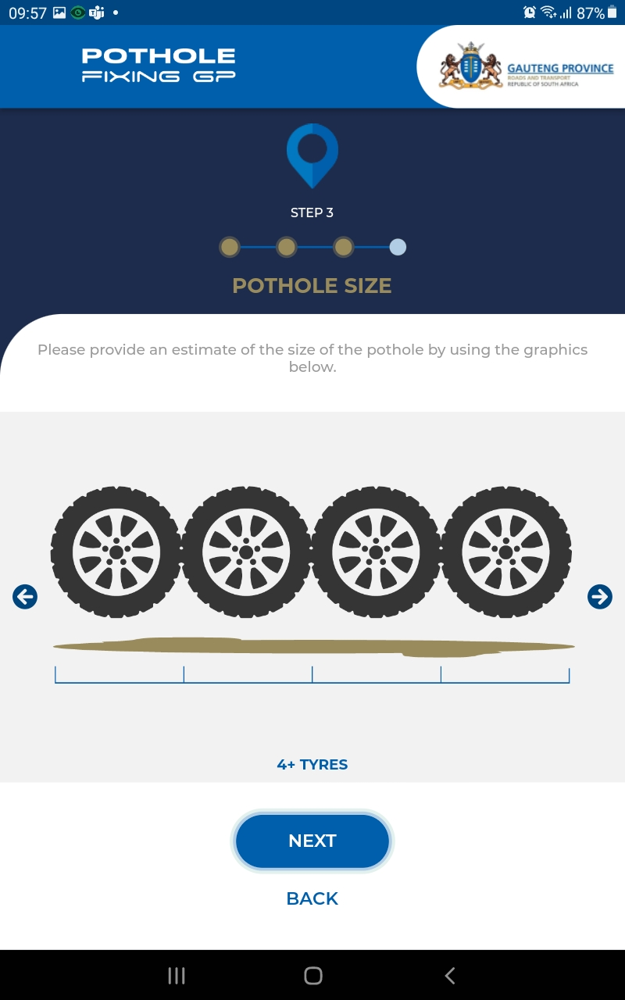 09:57
87%
POTHOLE
FIXING GP
GAUTENG PROVINCE
ROADS AND TRANSPORT
REPUBLIC OF SOUTH AFRICA
STEP 3
POTHOLE SIZE
Please provide an estimate of the size of the pothole by using the graphics
below.
4+ TYRES
NEXT
BACK